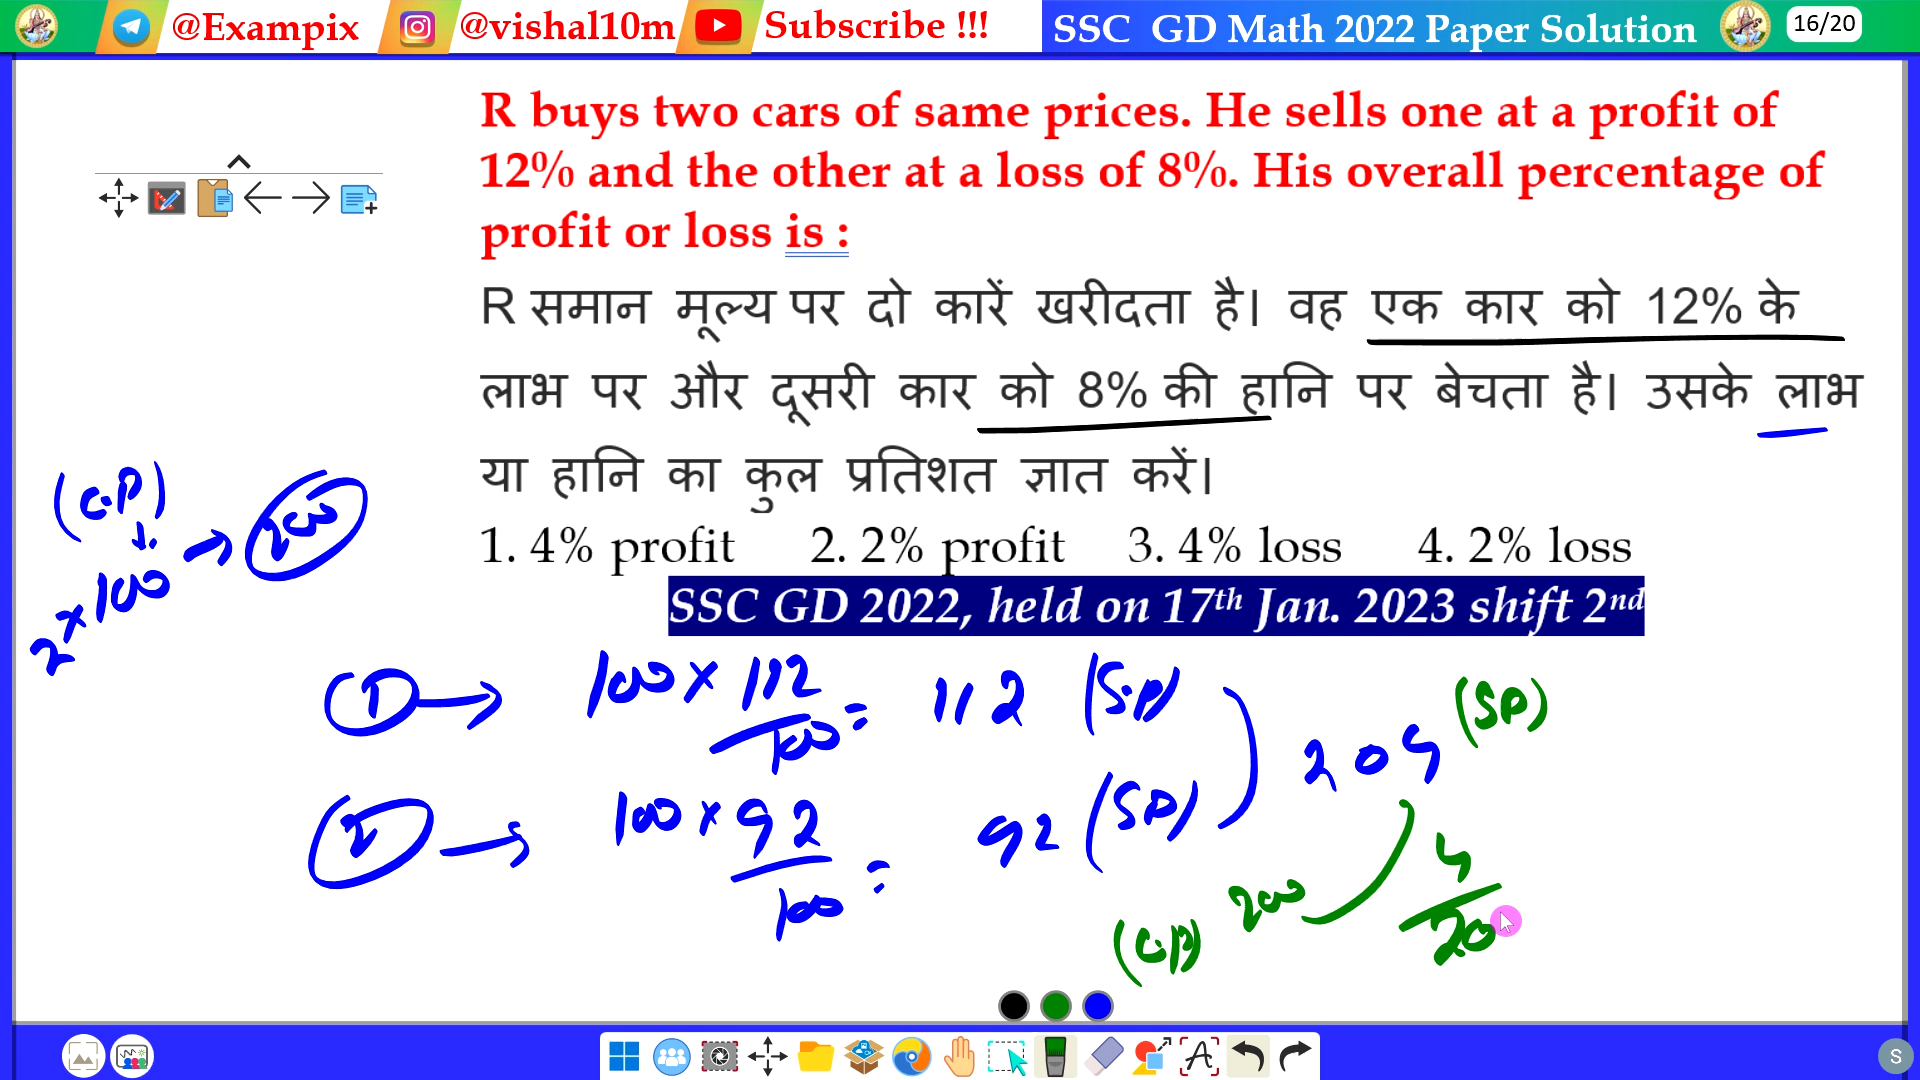 @Exampix @vishal10m Subscribe !!! SSC GD Math 2022 Paper Solution 16/20
R buys two cars of same prices. He sells one at a profit of
12% and the other at a loss of 8%. His overall percentage of
profit or loss is :
R समान मूल्य पर दो कारें खरीदता है। वह एक कार को 12% के
लाभ पर और दूसरी कार को 8% की हानि पर बेचता है। उसके लाभ
या हानि का कुल प्रतिशत ज्ञात करें।
1. 4% profit 2. 2% profit 3. 4% loss 4. 2% loss
SSC GD 2022, held on 17th Jan. 2023 shift 2nd
(C.P)
2 × 100 → 200
1 → 100 × 112/100 = 112 (S.P)
2 → 100 × 92/100 = 92 (SP)
204 (SP)
(C.P) 200
4/20
S